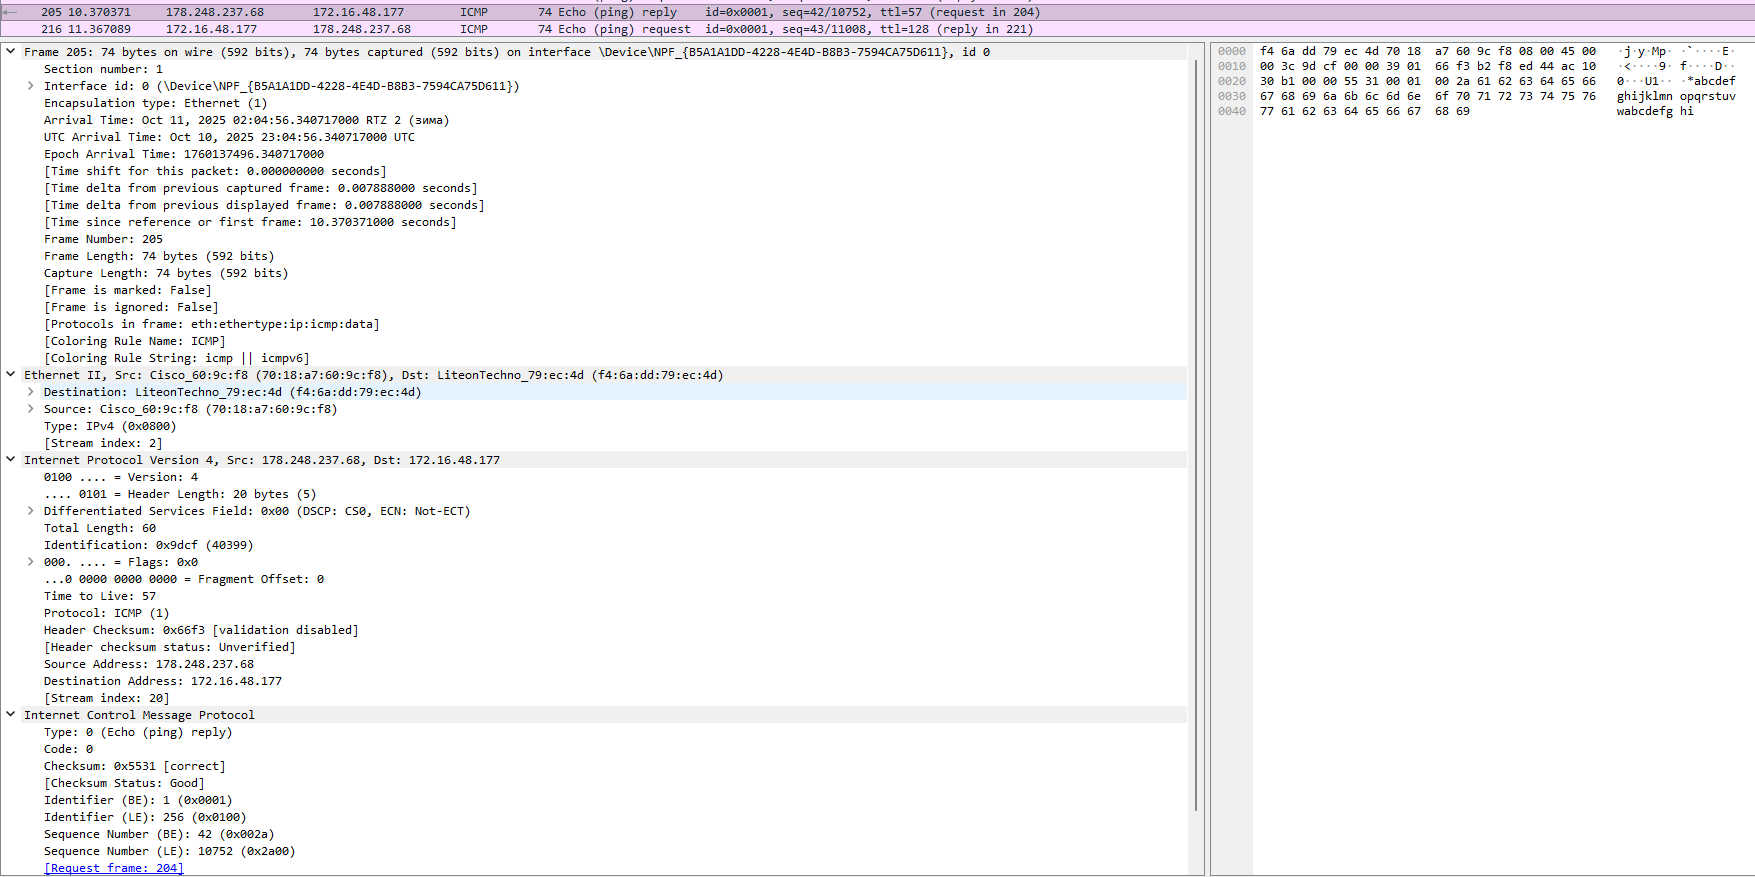 205 10.370371 178.248.237.68 172.16.48.177 ICMP 74 Echo (ping) reply id=0x0001, seq=42/10752, ttl=57 (request in 204)
216 11.367089 172.16.48.177 178.248.237.68 ICMP 74 Echo (ping) request id=0x0001, seq=43/11008, ttl=128 (reply in 221)
Frame 205: 74 bytes on wire (592 bits), 74 bytes captured (592 bits) on interface \Device\NPF_{B5A1A1DD-4228-4E4D-B8B3-7594CA75D611}, id 0
Section number: 1
Interface id: 0 (\Device\NPF_{B5A1A1DD-4228-4E4D-B8B3-7594CA75D611})
Encapsulation type: Ethernet (1)
Arrival Time: Oct 11, 2025 02:04:56.340717000 RTZ 2 (зима)
UTC Arrival Time: Oct 10, 2025 23:04:56.340717000 UTC
Epoch Arrival Time: 1760137496.340717000
[Time shift for this packet: 0.000000000 seconds]
[Time delta from previous captured frame: 0.007888000 seconds]
[Time delta from previous displayed frame: 0.007888000 seconds]
[Time since reference or first frame: 10.370371000 seconds]
Frame Number: 205
Frame Length: 74 bytes (592 bits)
Capture Length: 74 bytes (592 bits)
[Frame is marked: False]
[Frame is ignored: False]
[Protocols in frame: eth:ethertype:ip:icmp:data]
[Coloring Rule Name: ICMP]
[Coloring Rule String: icmp || icmpv6]
Ethernet II, Src: Cisco_60:9c:f8 (70:18:a7:60:9c:f8), Dst: LiteonTechno_79:ec:4d (f4:6a:dd:79:ec:4d)
Destination: LiteonTechno_79:ec:4d (f4:6a:dd:79:ec:4d)
Source: Cisco_60:9c:f8 (70:18:a7:60:9c:f8)
Type: IPv4 (0x0800)
[Stream index: 2]
Internet Protocol Version 4, Src: 178.248.237.68, Dst: 172.16.48.177
0100 .... = Version: 4
.... 0101 = Header Length: 20 bytes (5)
Differentiated Services Field: 0x00 (DSCP: CS0, ECN: Not-ECT)
Total Length: 60
Identification: 0x9dcf (40399)
000. .... = Flags: 0x0
...0 0000 0000 0000 = Fragment Offset: 0
Time to Live: 57
Protocol: ICMP (1)
Header Checksum: 0x66f3 [validation disabled]
[Header checksum status: Unverified]
Source Address: 178.248.237.68
Destination Address: 172.16.48.177
[Stream index: 20]
Internet Control Message Protocol
Type: 0 (Echo (ping) reply)
Code: 0
Checksum: 0x5531 [correct]
[Checksum Status: Good]
Identifier (BE): 1 (0x0001)
Identifier (LE): 256 (0x0100)
Sequence Number (BE): 42 (0x002a)
Sequence Number (LE): 10752 (0x2a00)
[Request frame: 204]
0000 f4 6a dd 79 ec 4d 70 18 a7 60 9c f8 08 00 45 00 ·j·y·Mp· ·`····E·
0010 00 3c 9d cf 00 00 39 01 66 f3 b2 f8 ed 44 ac 10 ·<····9· f····D··
0020 30 b1 00 00 55 31 00 01 00 2a 61 62 63 64 65 66 0···U1·· ·*abcdef
0030 67 68 69 6a 6b 6c 6d 6e 6f 70 71 72 73 74 75 76 ghijklmn opqrstuv
0040 77 61 62 63 64 65 66 67 68 69 wabcdefg hi